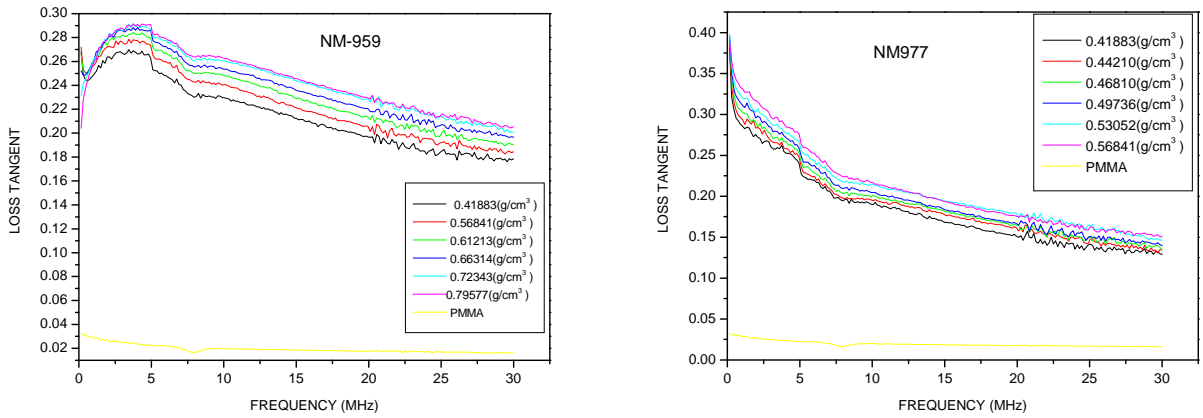 NM-959
0.30
0.28
0.26
0.24
0.22
0.20
0.18
0.16
0.14
0.12
0.10
0.08
0.06
0.04
0.02
LOSS TANGENT
0.41883(g/cm³)
0.56841(g/cm³)
0.61213(g/cm³)
0.66314(g/cm³)
0.72343(g/cm³)
0.79577(g/cm³)
PMMA
0 5 10 15 20 25 30
FREQUENCY (MHz)
NM977
0.40
0.35
0.30
0.25
0.20
0.15
0.10
0.05
0.00
LOSS TANGENT
0.41883(g/cm³)
0.44210(g/cm³)
0.46810(g/cm³)
0.49736(g/cm³)
0.53052(g/cm³)
0.56841(g/cm³)
PMMA
0 5 10 15 20 25 30
FREQUENCY (MHz)